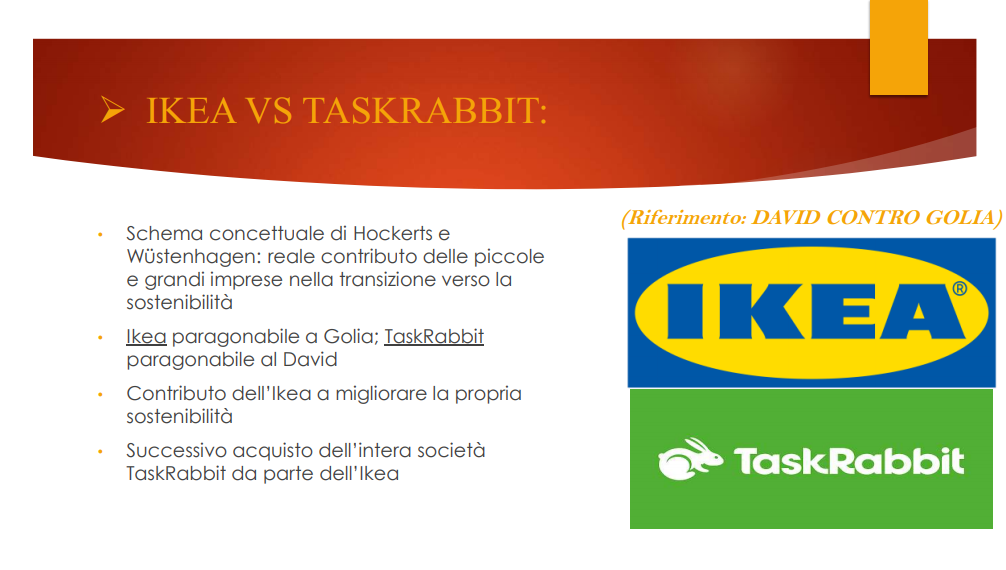 IKEA VS TASKRABBIT:
(Riferimento: DAVID CONTRO GOLIA)
• Schema concettuale di Hockerts e
Wüstenhagen: reale contributo delle piccole
e grandi imprese nella transizione verso la
sostenibilità
• Ikea paragonabile a Golia; TaskRabbit
paragonabile al David
• Contributo dell’Ikea a migliorare la propria
sostenibilità
• Successivo acquisto dell’intera società
TaskRabbit da parte dell’Ikea
IKEA®
TaskRabbit